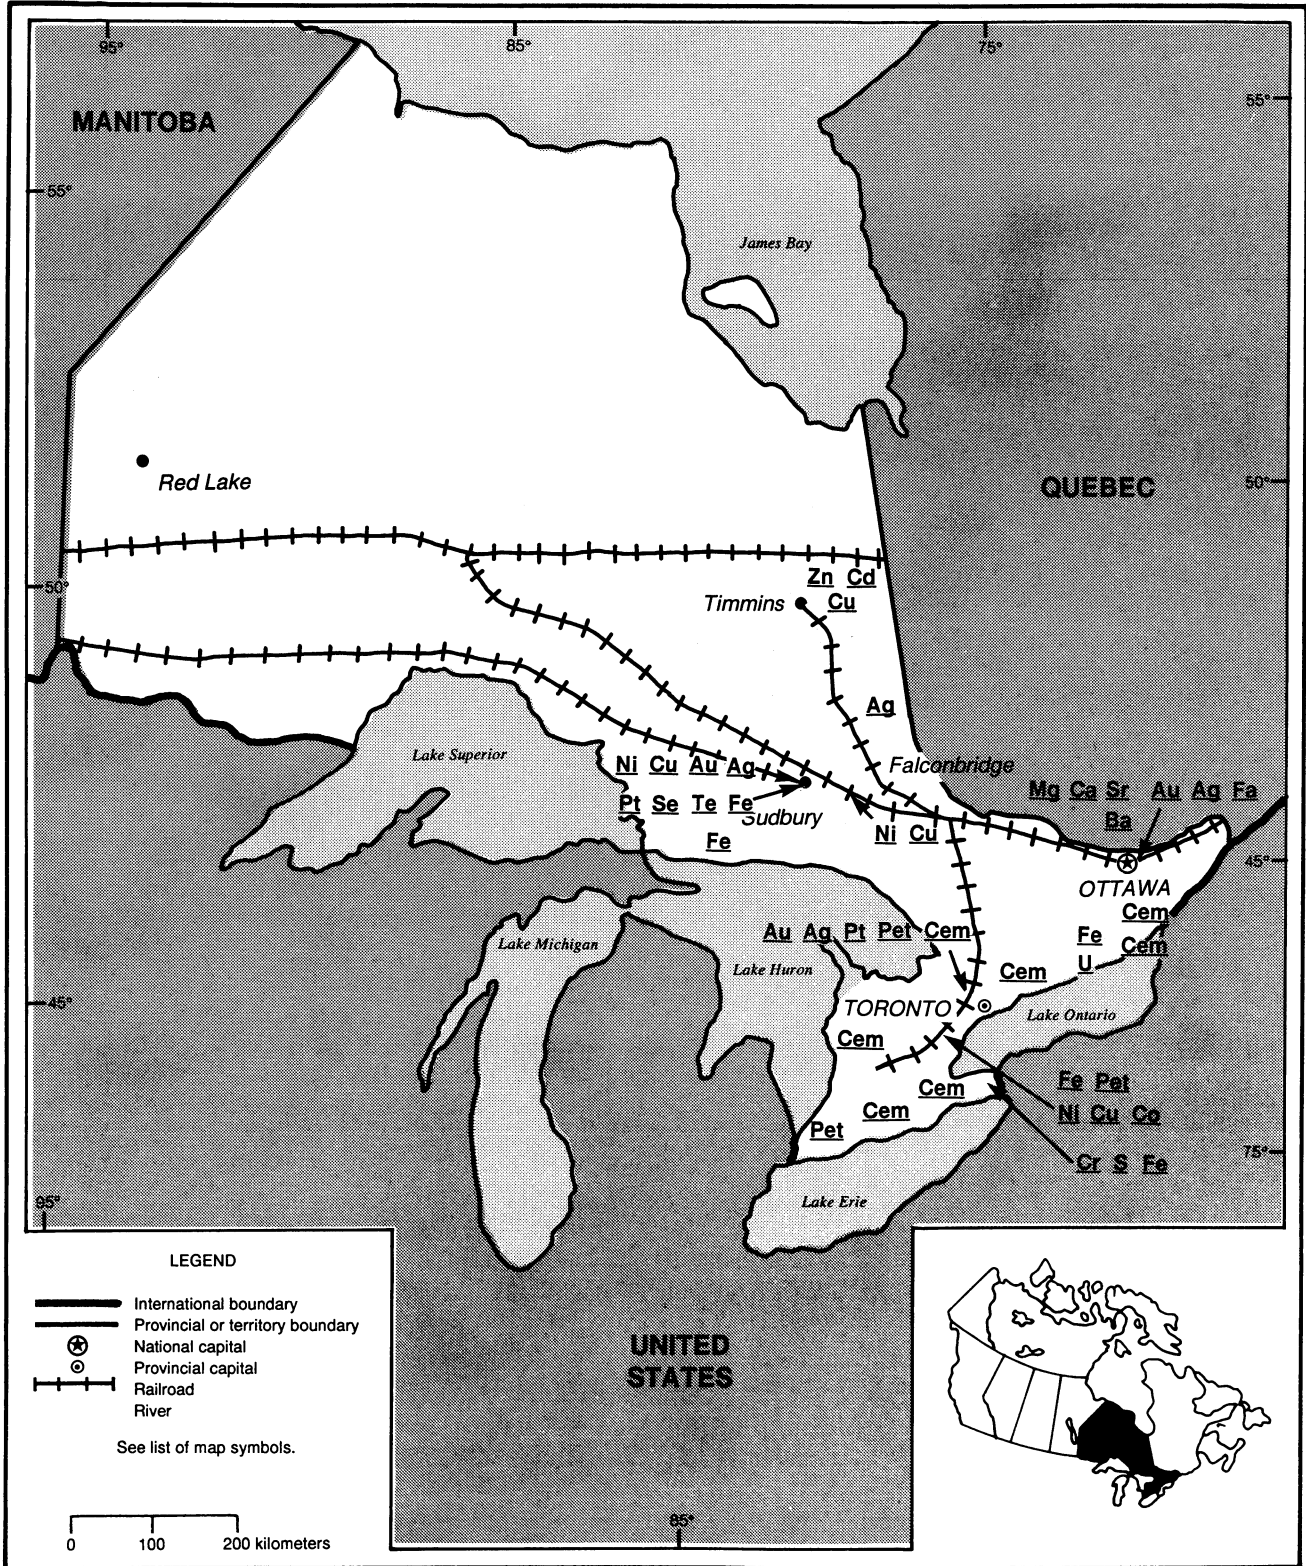 95°
85°
75°
MANITOBA
55°
55°
James Bay
Red Lake
QUEBEC
50°
50°
Zn Cd
Timmins
Cu
Ag
Lake Superior
Ni Cu Au Ag
Falconbridge
Pt Se Te Fe
Sudbury
Mg Ca Sr
Au Ag Fa
Ba
Ni Cu
Fe
45°
OTTAWA
Cem
Lake Michigan
Au Ag Pt Pet Cem
Fe
Cem
U
Lake Huron
Cem
45°
TORONTO
Lake Ontario
Cem
Fe Pet
Cem
Ni Cu Co
Cem
Pet
Cr S Fe
75°
95°
Lake Erie
LEGEND
International boundary
Provincial or territory boundary
National capital
Provincial capital
Railroad
River
See list of map symbols.
0 100 200 kilometers
UNITED
STATES
85°